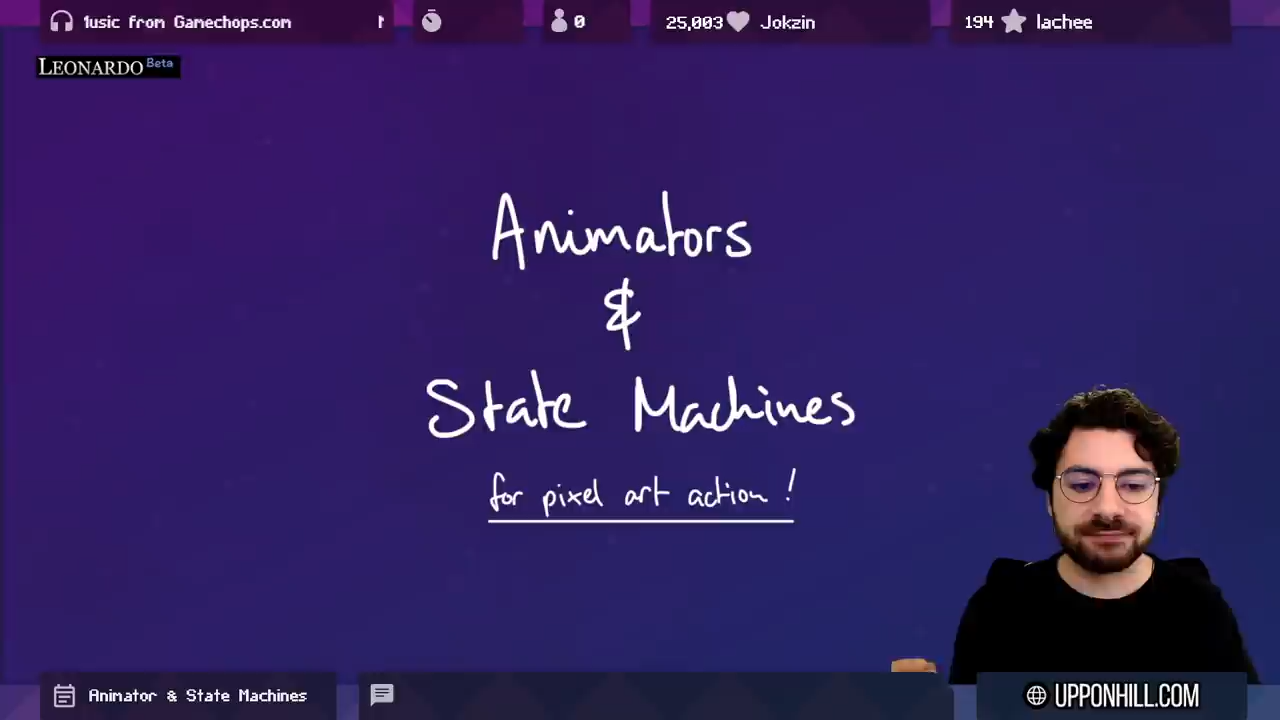 1usic from Gamechops.com
0
25,003 Jokzin
194 lachee
LEONARDO Beta
Animators
&
State Machines
for pixel art action!
Animator & State Machines
UPPONHILL.COM